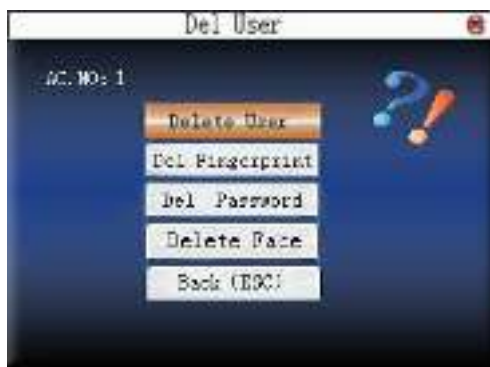 Del User
AC. NO: 1
Delete User
Del Fingerprint
Del Password
Delete Face
Back (ESC)